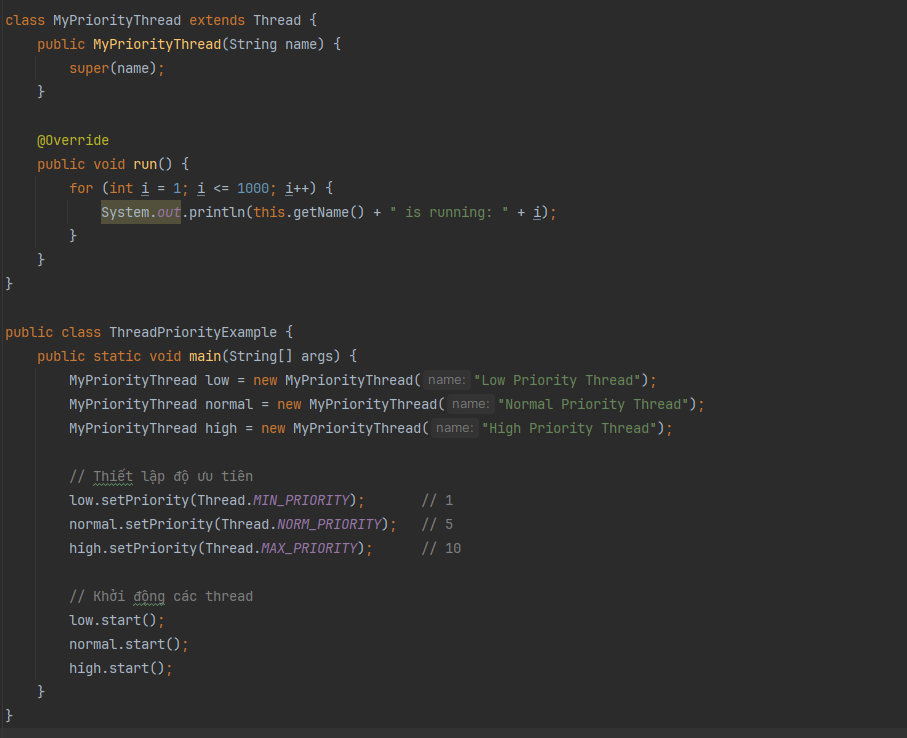 class MyPriorityThread extends Thread {
    public MyPriorityThread(String name) {
        super(name);
    }

    @Override
    public void run() {
        for (int i = 1; i <= 1000; i++) {
            System.out.println(this.getName() + " is running: " + i);
        }
    }
}

public class ThreadPriorityExample {
    public static void main(String[] args) {
        MyPriorityThread low = new MyPriorityThread( name: "Low Priority Thread");
        MyPriorityThread normal = new MyPriorityThread( name: "Normal Priority Thread");
        MyPriorityThread high = new MyPriorityThread( name: "High Priority Thread");

        // Thiết lập độ ưu tiên
        low.setPriority(Thread.MIN_PRIORITY);       // 1
        normal.setPriority(Thread.NORM_PRIORITY);   // 5
        high.setPriority(Thread.MAX_PRIORITY);      // 10

        // Khởi động các thread
        low.start();
        normal.start();
        high.start();
    }
}